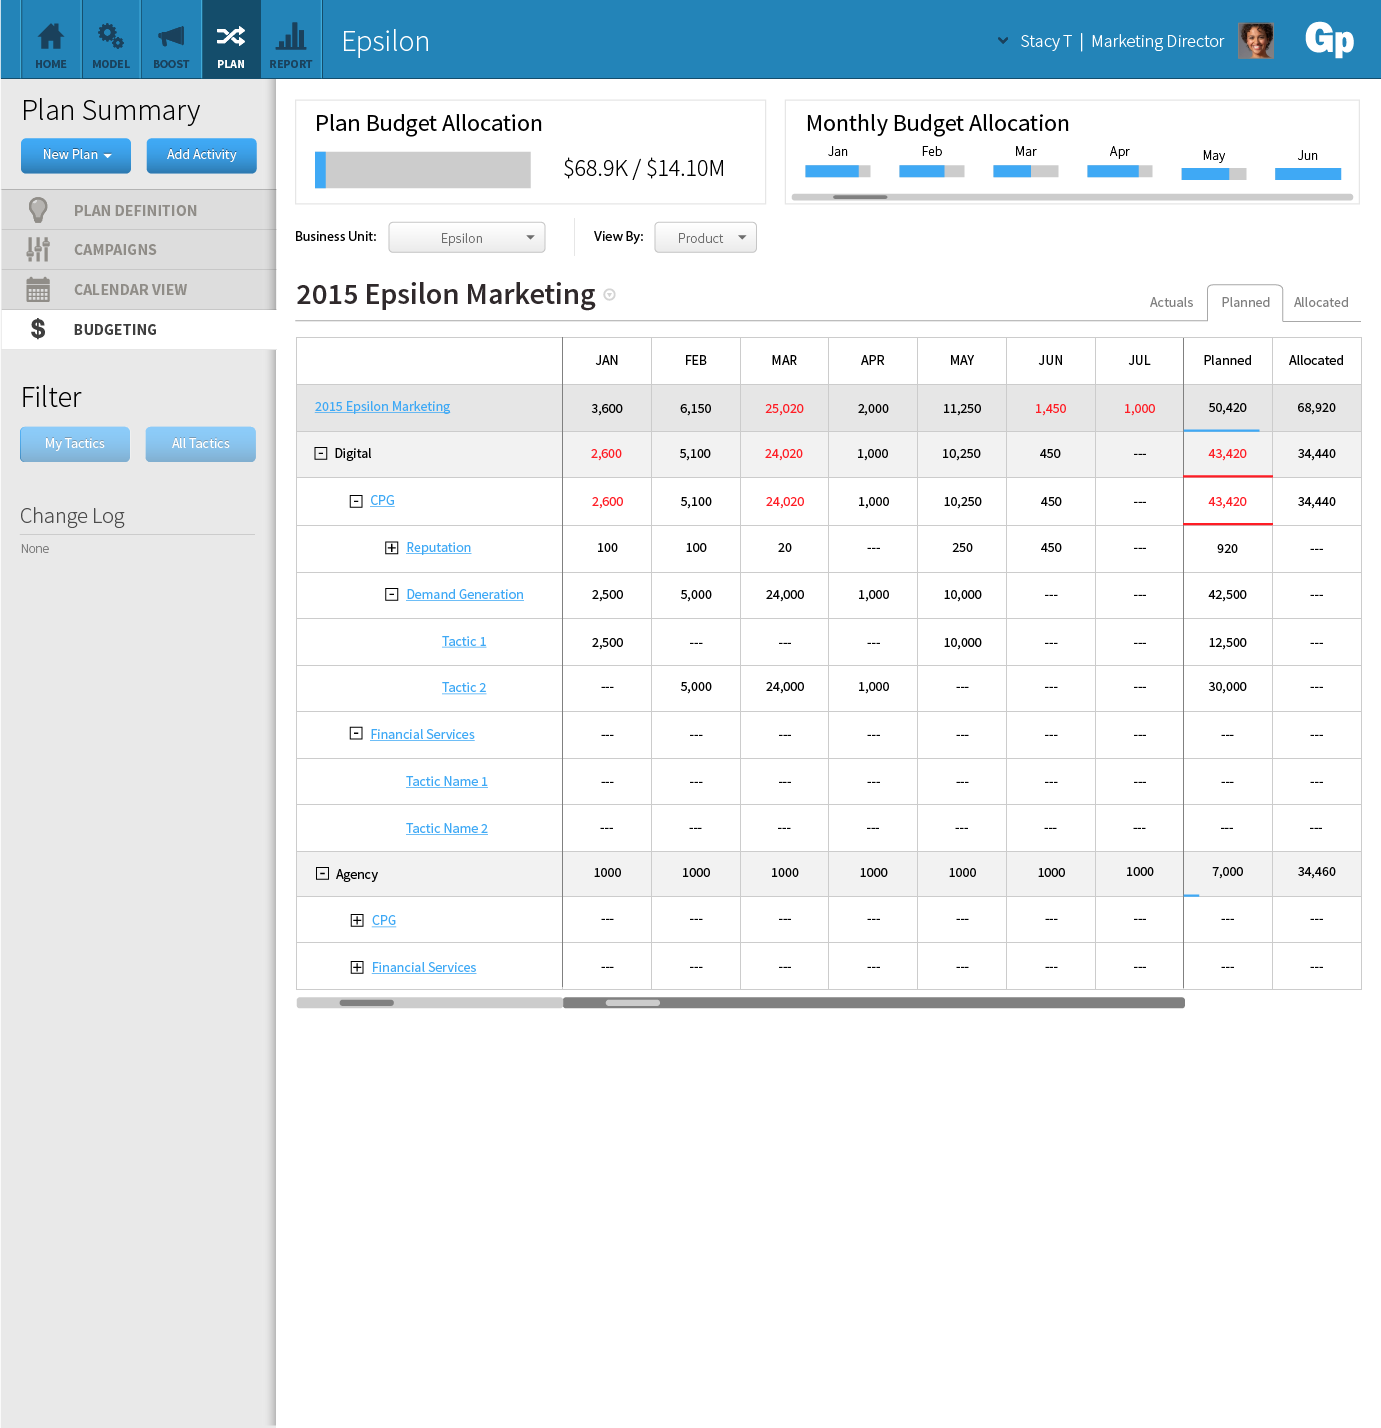 HOME MODEL BOOST PLAN REPORT
Epsilon
Stacy T | Marketing Director
Gp
Plan Summary
New Plan Add Activity
PLAN DEFINITION
CAMPAIGNS
CALENDAR VIEW
$ BUDGETING
Filter
My Tactics All Tactics
Change Log
None
Plan Budget Allocation
$68.9K / $14.10M
Monthly Budget Allocation
Jan Feb Mar Apr May Jun
Business Unit: Epsilon View By: Product
2015 Epsilon Marketing
Actuals Planned Allocated
JAN FEB MAR APR MAY JUN JUL Planned Allocated
2015 Epsilon Marketing 3,600 6,150 25,020 2,000 11,250 1,450 1,000 50,420 68,920
Digital 2,600 5,100 24,020 1,000 10,250 450 --- 43,420 34,440
CPG 2,600 5,100 24,020 1,000 10,250 450 --- 43,420 34,440
Reputation 100 100 20 --- 250 450 --- 920 ---
Demand Generation 2,500 5,000 24,000 1,000 10,000 --- --- 42,500 ---
Tactic 1 2,500 --- --- --- 10,000 --- --- 12,500 ---
Tactic 2 --- 5,000 24,000 1,000 --- --- --- 30,000 ---
Financial Services --- --- --- --- --- --- --- --- ---
Tactic Name 1 --- --- --- --- --- --- --- --- ---
Tactic Name 2 --- --- --- --- --- --- --- --- ---
Agency 1000 1000 1000 1000 1000 1000 1000 7,000 34,460
CPG --- --- --- --- --- --- --- --- ---
Financial Services --- --- --- --- --- --- --- --- ---